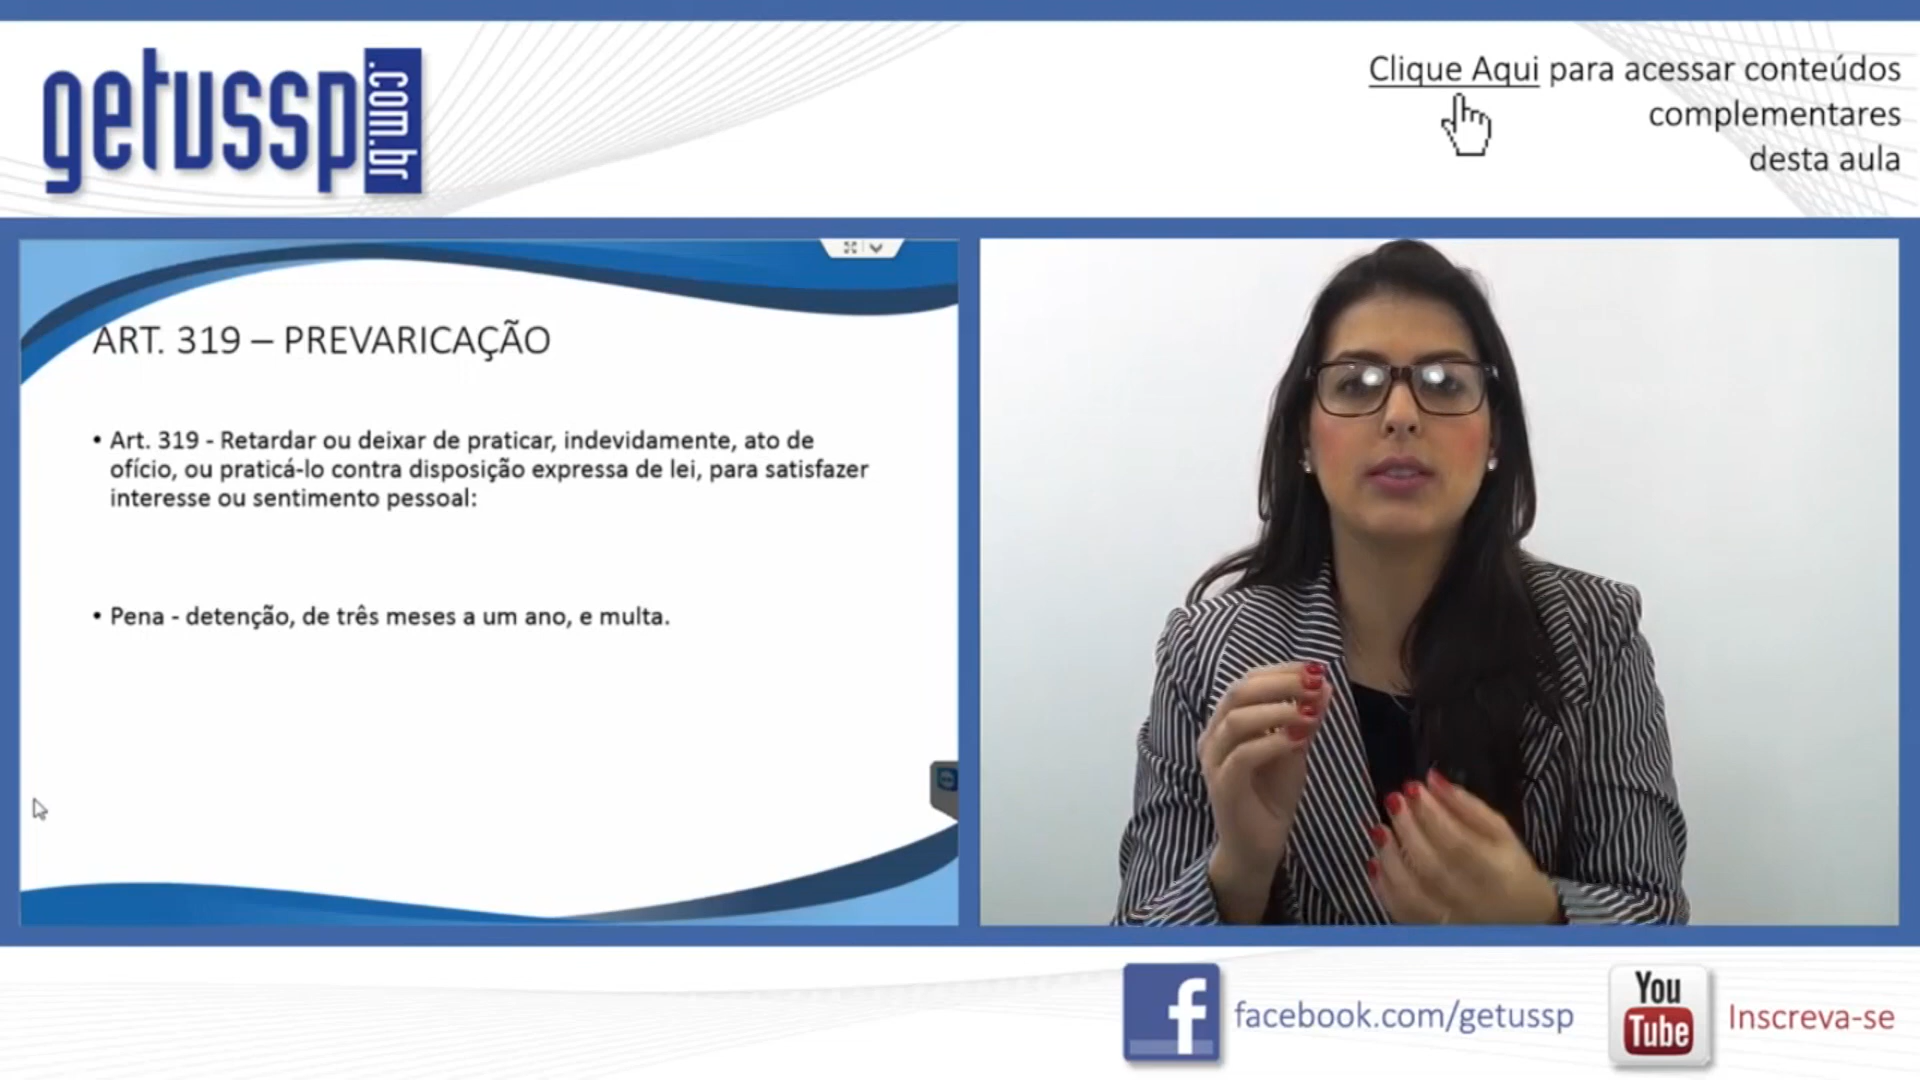 getussp.com.br
Clique Aqui para acessar conteúdos
complementares
desta aula
ART. 319 – PREVARICAÇÃO
• Art. 319 - Retardar ou deixar de praticar, indevidamente, ato de
ofício, ou praticá-lo contra disposição expressa de lei, para satisfazer
interesse ou sentimento pessoal:
• Pena - detenção, de três meses a um ano, e multa.
f
facebook.com/getussp
You
Tube
Inscreva-se